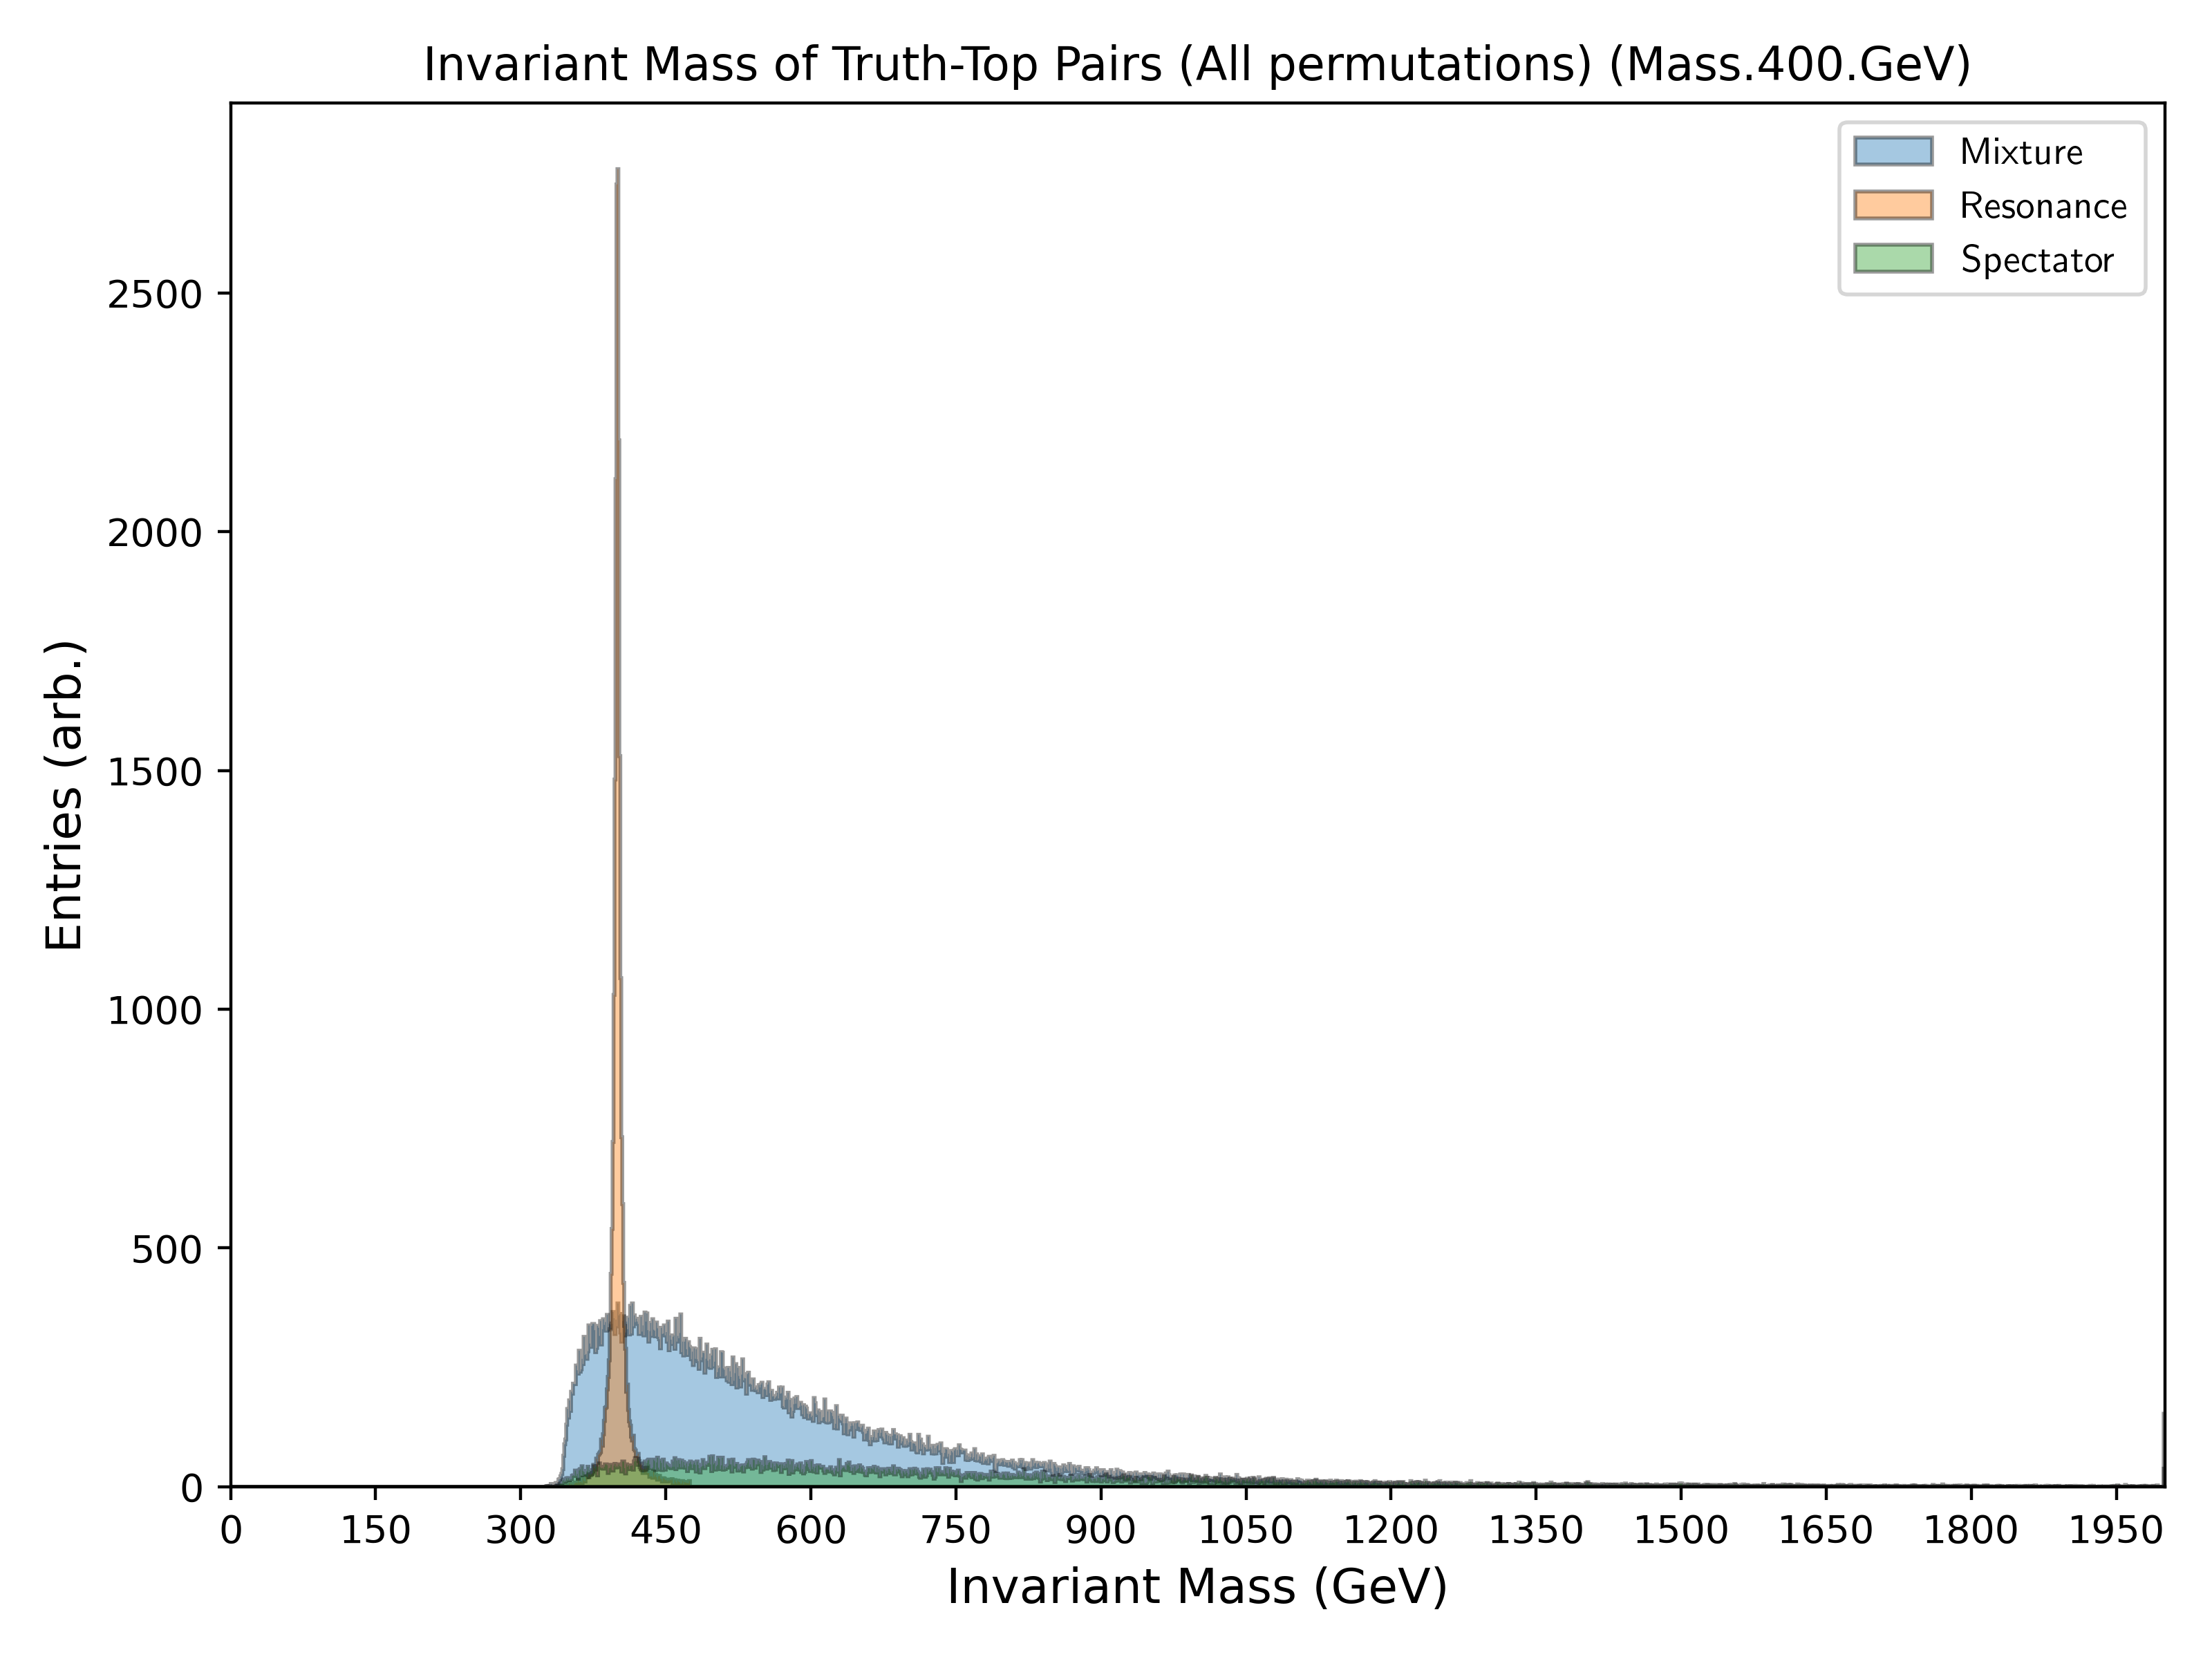 Invariant Mass of Truth-Top Pairs (All permutations) (Mass.400.GeV)
Mixture
Resonance
Spectator
Entries (arb.)
2500
2000
1500
1000
500
0
0 150 300 450 600 750 900 1050 1200 1350 1500 1650 1800 1950
Invariant Mass (GeV)